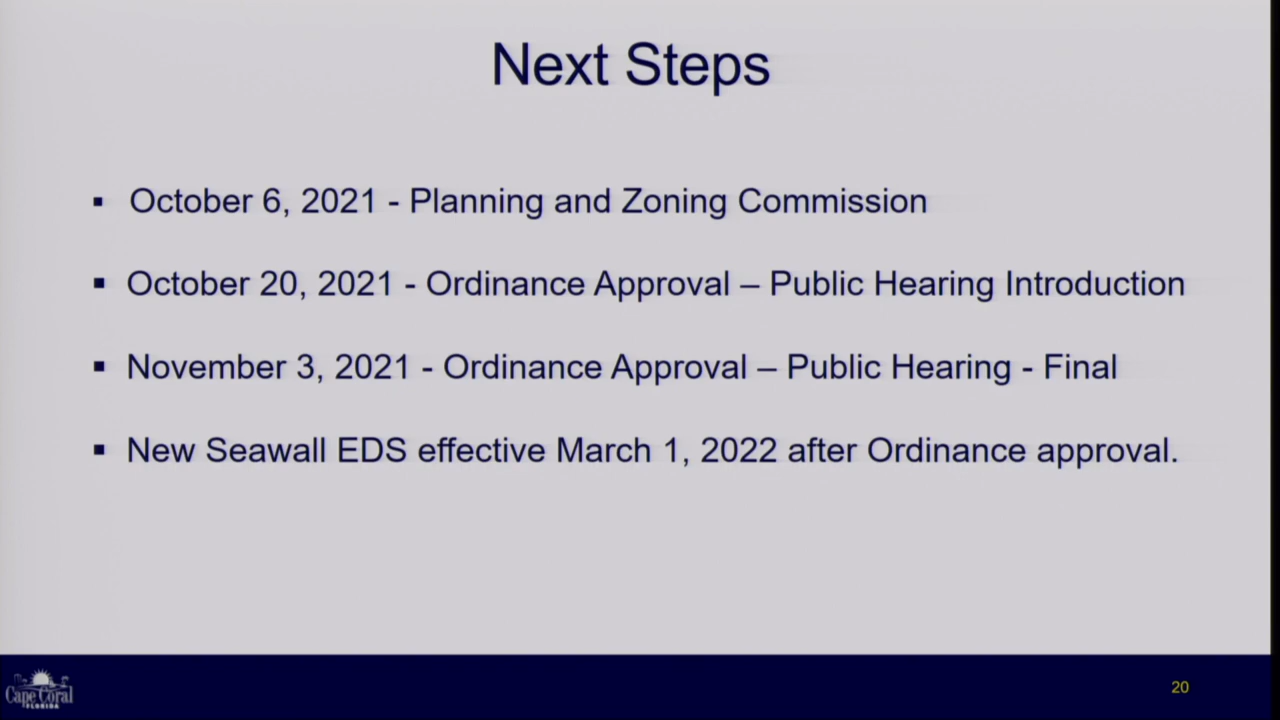 Next Steps
▪ October 6, 2021 - Planning and Zoning Commission
▪ October 20, 2021 - Ordinance Approval – Public Hearing Introduction
▪ November 3, 2021 - Ordinance Approval – Public Hearing - Final
▪ New Seawall EDS effective March 1, 2022 after Ordinance approval.
Cape Coral
FLORIDA
20